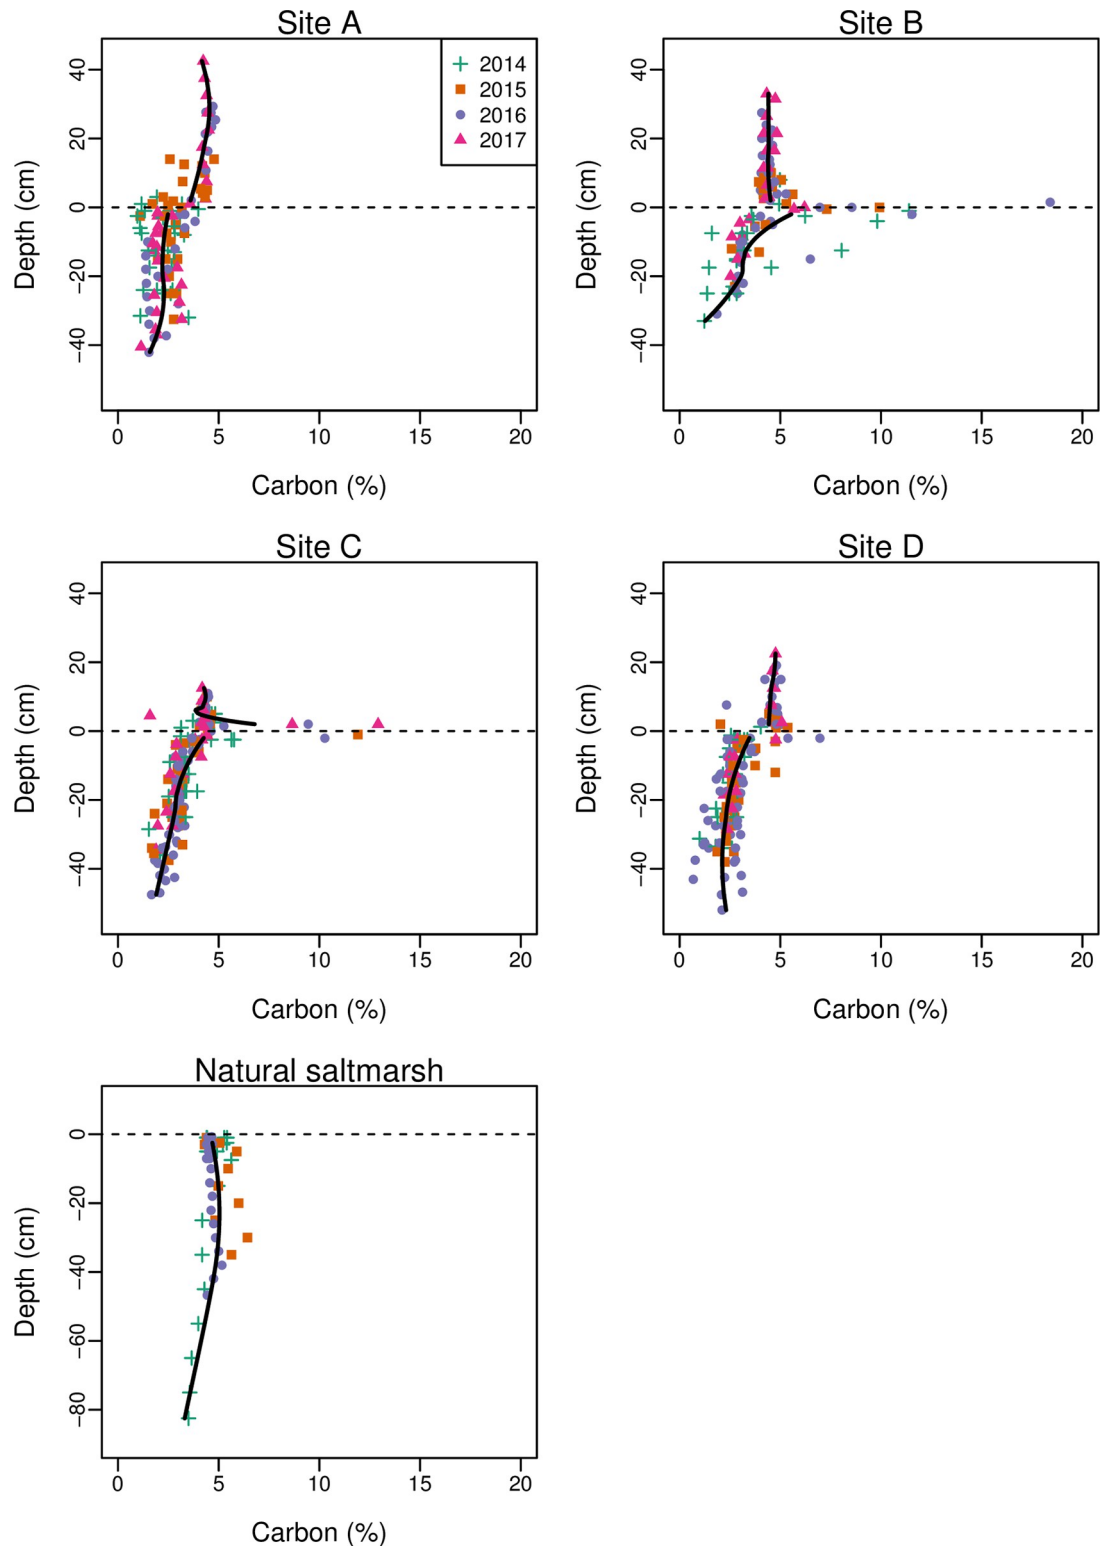 Site A
Depth (cm)
40
20
0
−20
−40
2014
2015
2016
2017
0 5 10 15 20
Carbon (%)
Site B
Depth (cm)
40
20
0
−20
−40
0 5 10 15 20
Carbon (%)
Site C
Depth (cm)
40
20
0
−20
−40
0 5 10 15 20
Carbon (%)
Site D
Depth (cm)
40
20
0
−20
−40
0 5 10 15 20
Carbon (%)
Natural saltmarsh
Depth (cm)
0
−20
−40
−60
−80
0 5 10 15 20
Carbon (%)